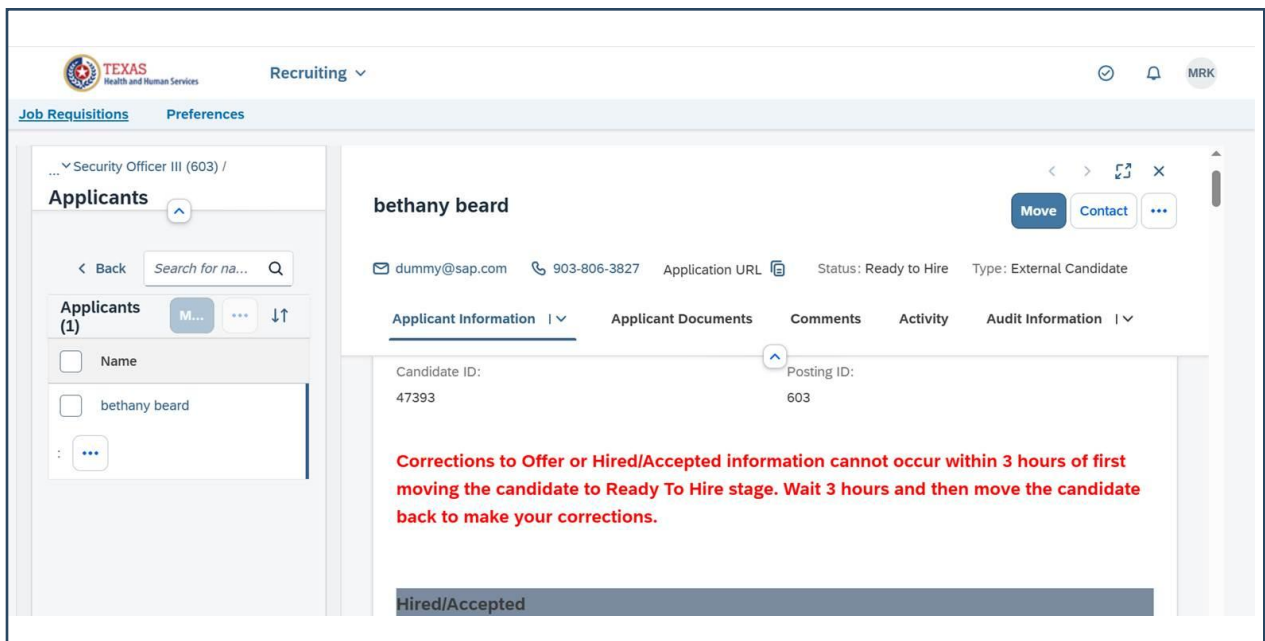 TEXAS
Health and Human Services
Recruiting
MRK
Job Requisitions Preferences
... Security Officer III (603) /
Applicants
Back Search for na...
Applicants
(1)
M... ...
Name
bethany beard
: ...
bethany beard
Move Contact ...
dummy@sap.com 903-806-3827 Application URL Status: Ready to Hire Type: External Candidate
Applicant Information Applicant Documents Comments Activity Audit Information
Candidate ID: Posting ID:
47393 603
Corrections to Offer or Hired/Accepted information cannot occur within 3 hours of first
moving the candidate to Ready To Hire stage. Wait 3 hours and then move the candidate
back to make your corrections.
Hired/Accepted